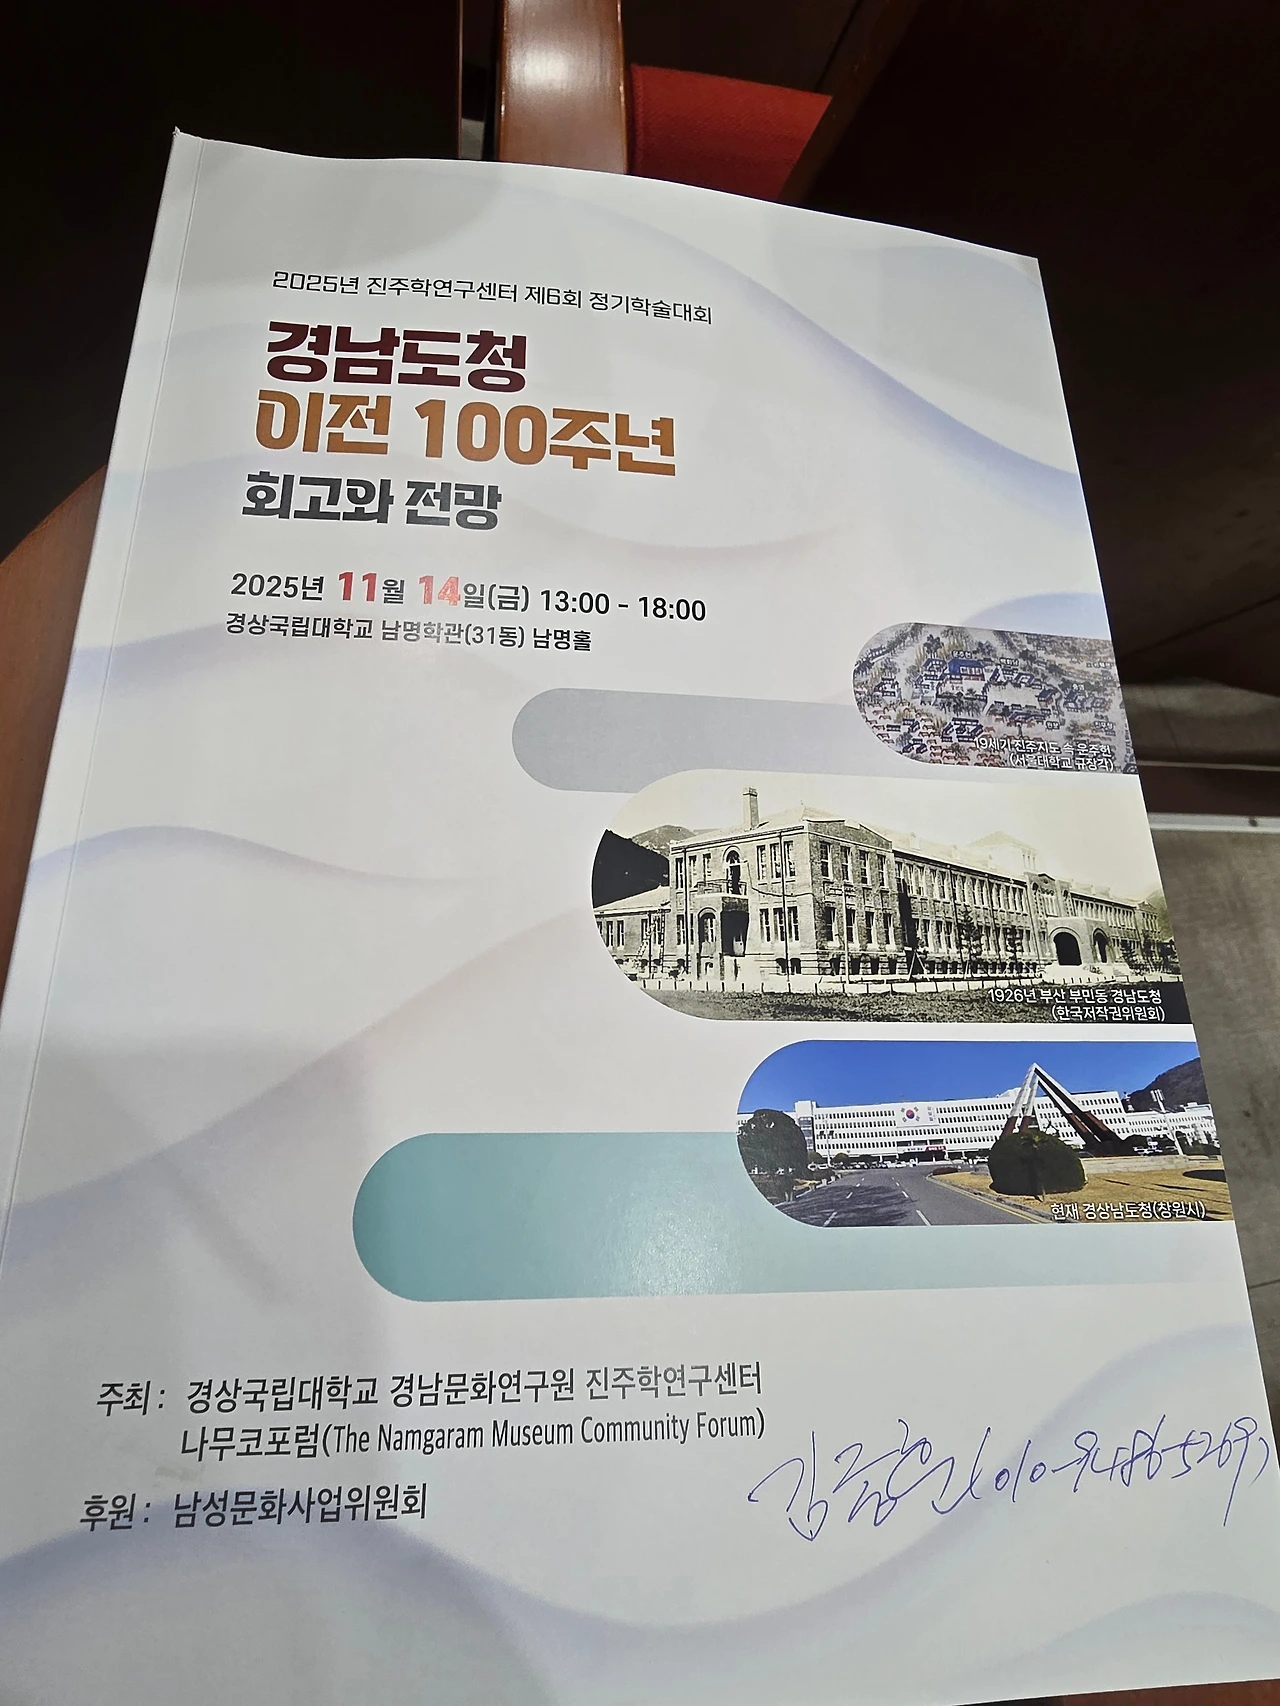 2025년 진주학연구센터 제6회 정기학술대회
경남도청
이전 100주년
회고와 전망
2025년 11월 14일(금) 13:00 - 18:00
경상국립대학교 남명학관(31동) 남명홀
19세기 진주지도 속 운주헌
(서울대학교 규장각)
1926년 부산 부민동 경남도청
(한국저작권위원회)
현재 경상남도청(창원시)
주최 : 경상국립대학교 경남문화연구원 진주학연구센터
나무코포럼(The Namgaram Museum Community Forum)
후원 : 남성문화사업위원회